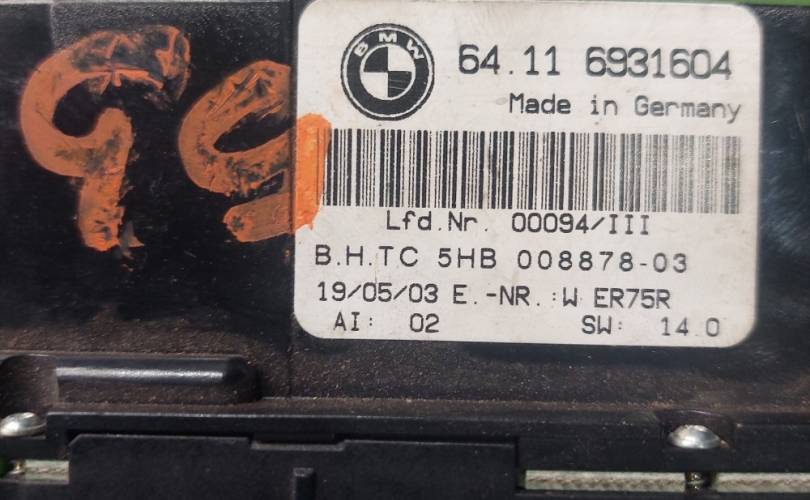 99
BMW
64.11 6931604
Made in Germany
Lfd.Nr. 00094/III
B.H.TC 5HB 008878-03
19/05/03 E.-NR.:W ER75R
AI: 02 SW: 14.0